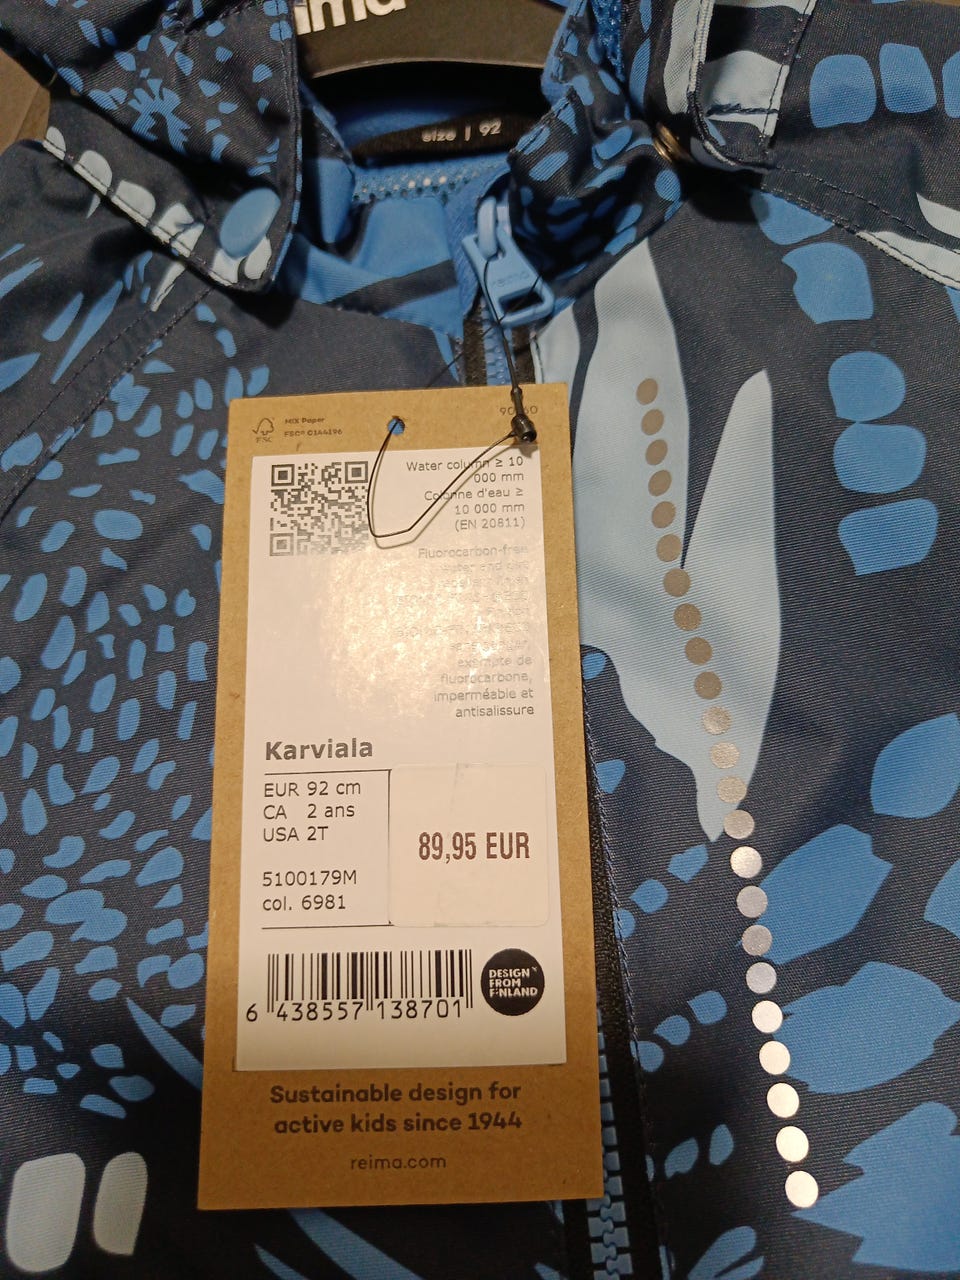 size | 92
reima
MIX Paper
FSC® C144196
FSC
Water column ≥ 10
000 mm
Colonne d'eau ≥
10 000 mm
(EN 20811)
Fluorocarbon-free
water and dirt
exempte de
fluorocarbone,
imperméable et
antisalissure
Karviala
EUR 92 cm
CA 2 ans
USA 2T
89,95 EUR
5100179M
col. 6981
6 438557 138701
DESIGN
FROM
FINLAND
Sustainable design for
active kids since 1944
reima.com